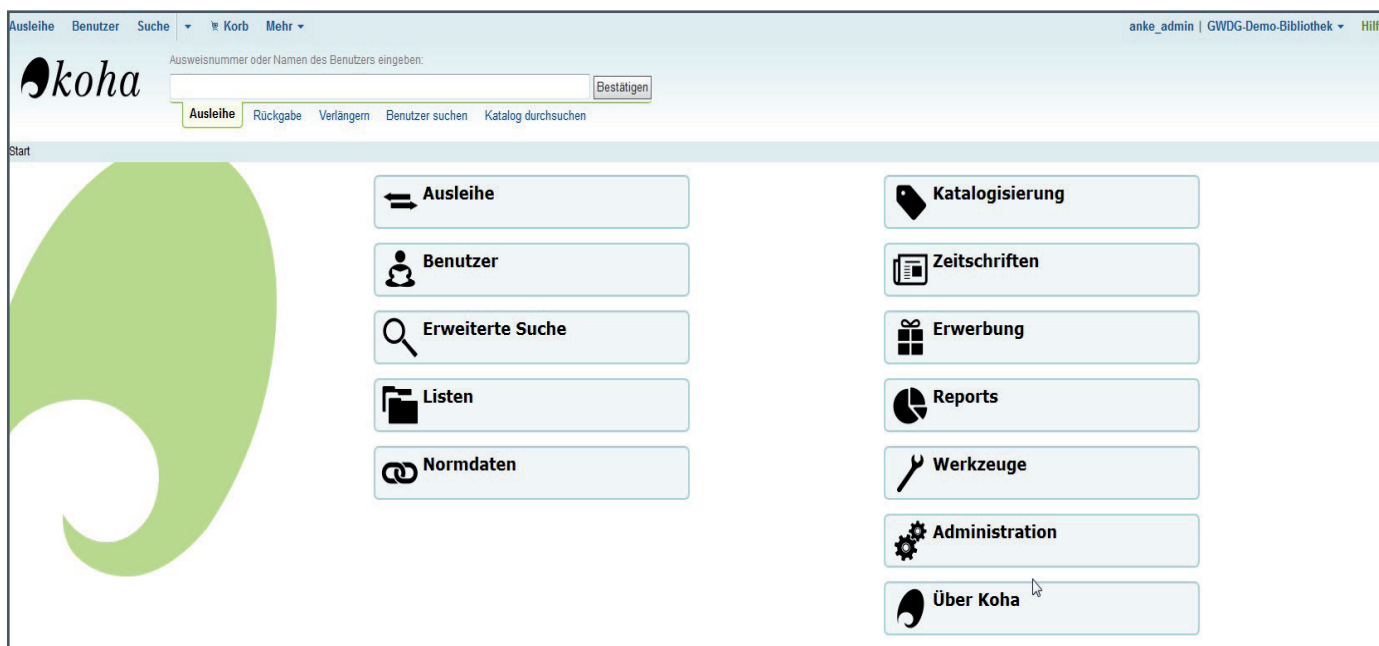 Ausleihe Benutzer Suche Korb Mehr anke_admin | GWDG-Demo-Bibliothek Hilf
koha
Ausweisnummer oder Namen des Benutzers eingeben:
Bestätigen
Ausleihe Rückgabe Verlängern Benutzer suchen Katalog durchsuchen
Start
Ausleihe
Benutzer
Erweiterte Suche
Listen
Normdaten
Katalogisierung
Zeitschriften
Erwerbung
Reports
Werkzeuge
Administration
Über Koha